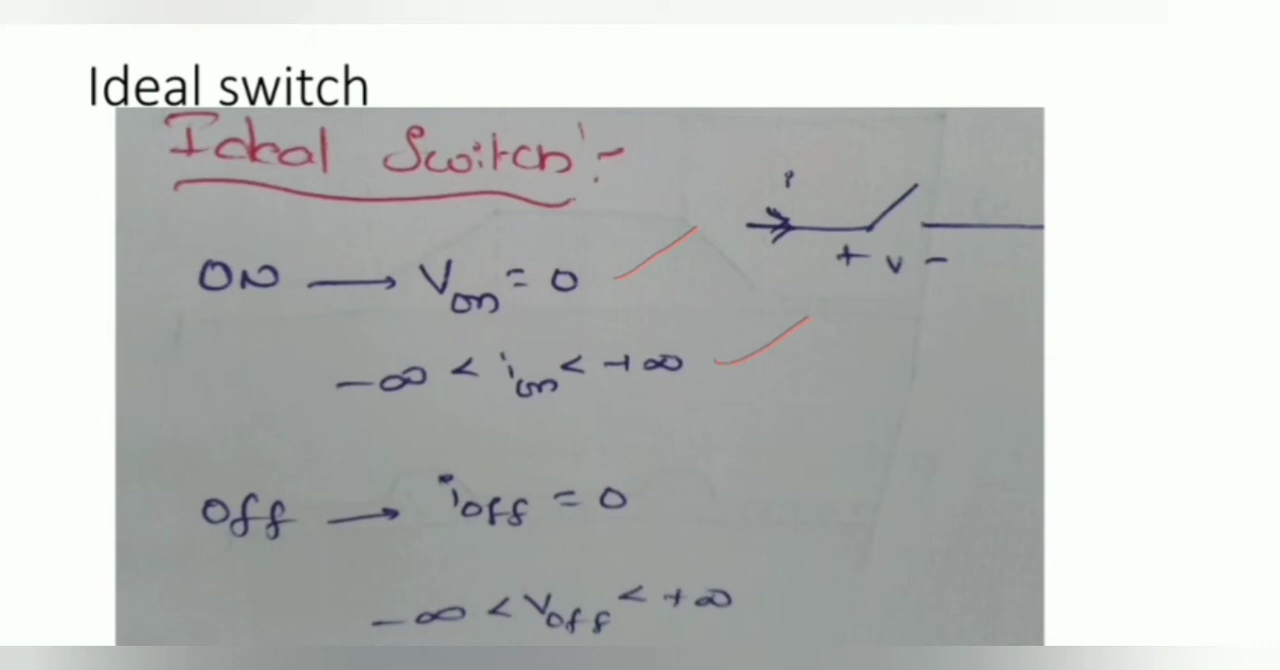 Ideal switch
Ideal Switch:-
i
+ v -
ON → Von = 0
-∞ < ion < +∞
Off → ioff = 0
-∞ < Voff < +∞